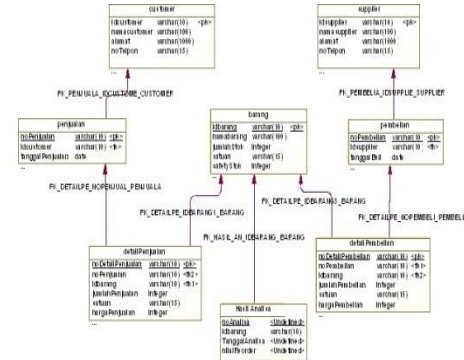 customer
idcustomer varchar(10) <pk>
namacustomer varchar(100)
alamat varchar(1000)
noTelpon varchar(15)
...
supplier
idsupplier varchar(10) <pk>
namasupplier varchar(100)
alamat varchar(1000)
noTelpon varchar(15)
...
FK_PENJUALA_IDCUSTOME_CUSTOMER
FK_PEMBELIA_IDSUPPLIE_SUPPLIER
penjualan
noPenjualan varchar(10) <pk>
idcustomer varchar(10) <fk>
tanggalPenjualan date
...
barang
idbarang varchar(10) <pk>
namabarang varchar(100)
jumlahStok integer
satuan varchar(15)
safetyStok integer
...
pembelian
noPembelian varchar(10) <pk>
idsupplier varchar(10) <fk>
tanggalBeli date
...
FK_DETAILPE_NOPENJUAL_PENJUALA
FK_DETAILPE_IDBARANG1_BARANG
FK_DETAILPE_IDBARANG3_BARANG
FK_DETAILPE_NOPEMBELI_PEMBELI
FK_HASIL_AN_IDBARANG_BARANG
detailPenjualan
noDetailPenjualan varchar(10) <pk>
noPenjualan varchar(10) <fk2>
idbarang varchar(10) <fk1>
jumlahPenjualan integer
satuan varchar(15)
hargaPenjualan integer
...
detailPembelian
noDetailPembelian varchar(10) <pk>
noPembelian varchar(10) <fk1>
idbarang varchar(10) <fk2>
jumlahPembelian integer
satuan varchar(15)
hargaPembelian integer
...
Hasil Analisa
noAnalisa <Undefined>
idbarang varchar(10)
TanggalAnalisa <Undefined>
nilaiReorder <Undefined>